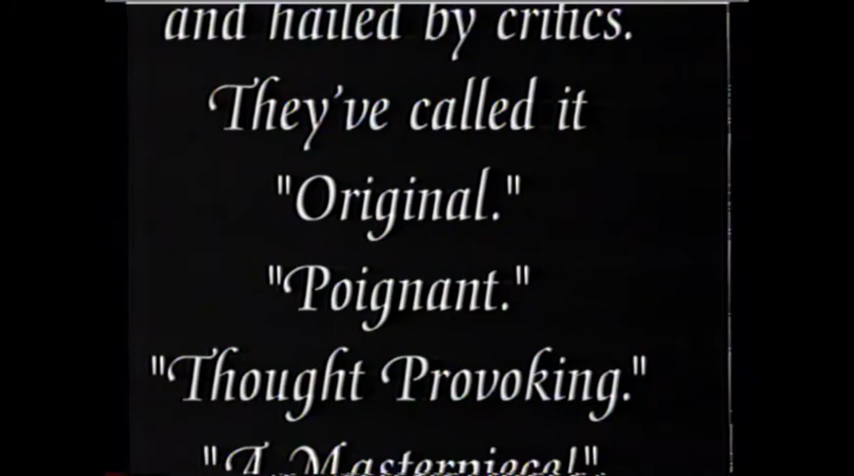 and hailed by critics.
They've called it
"Original."
"Poignant."
"Thought Provoking."
"A Masterpiece!"